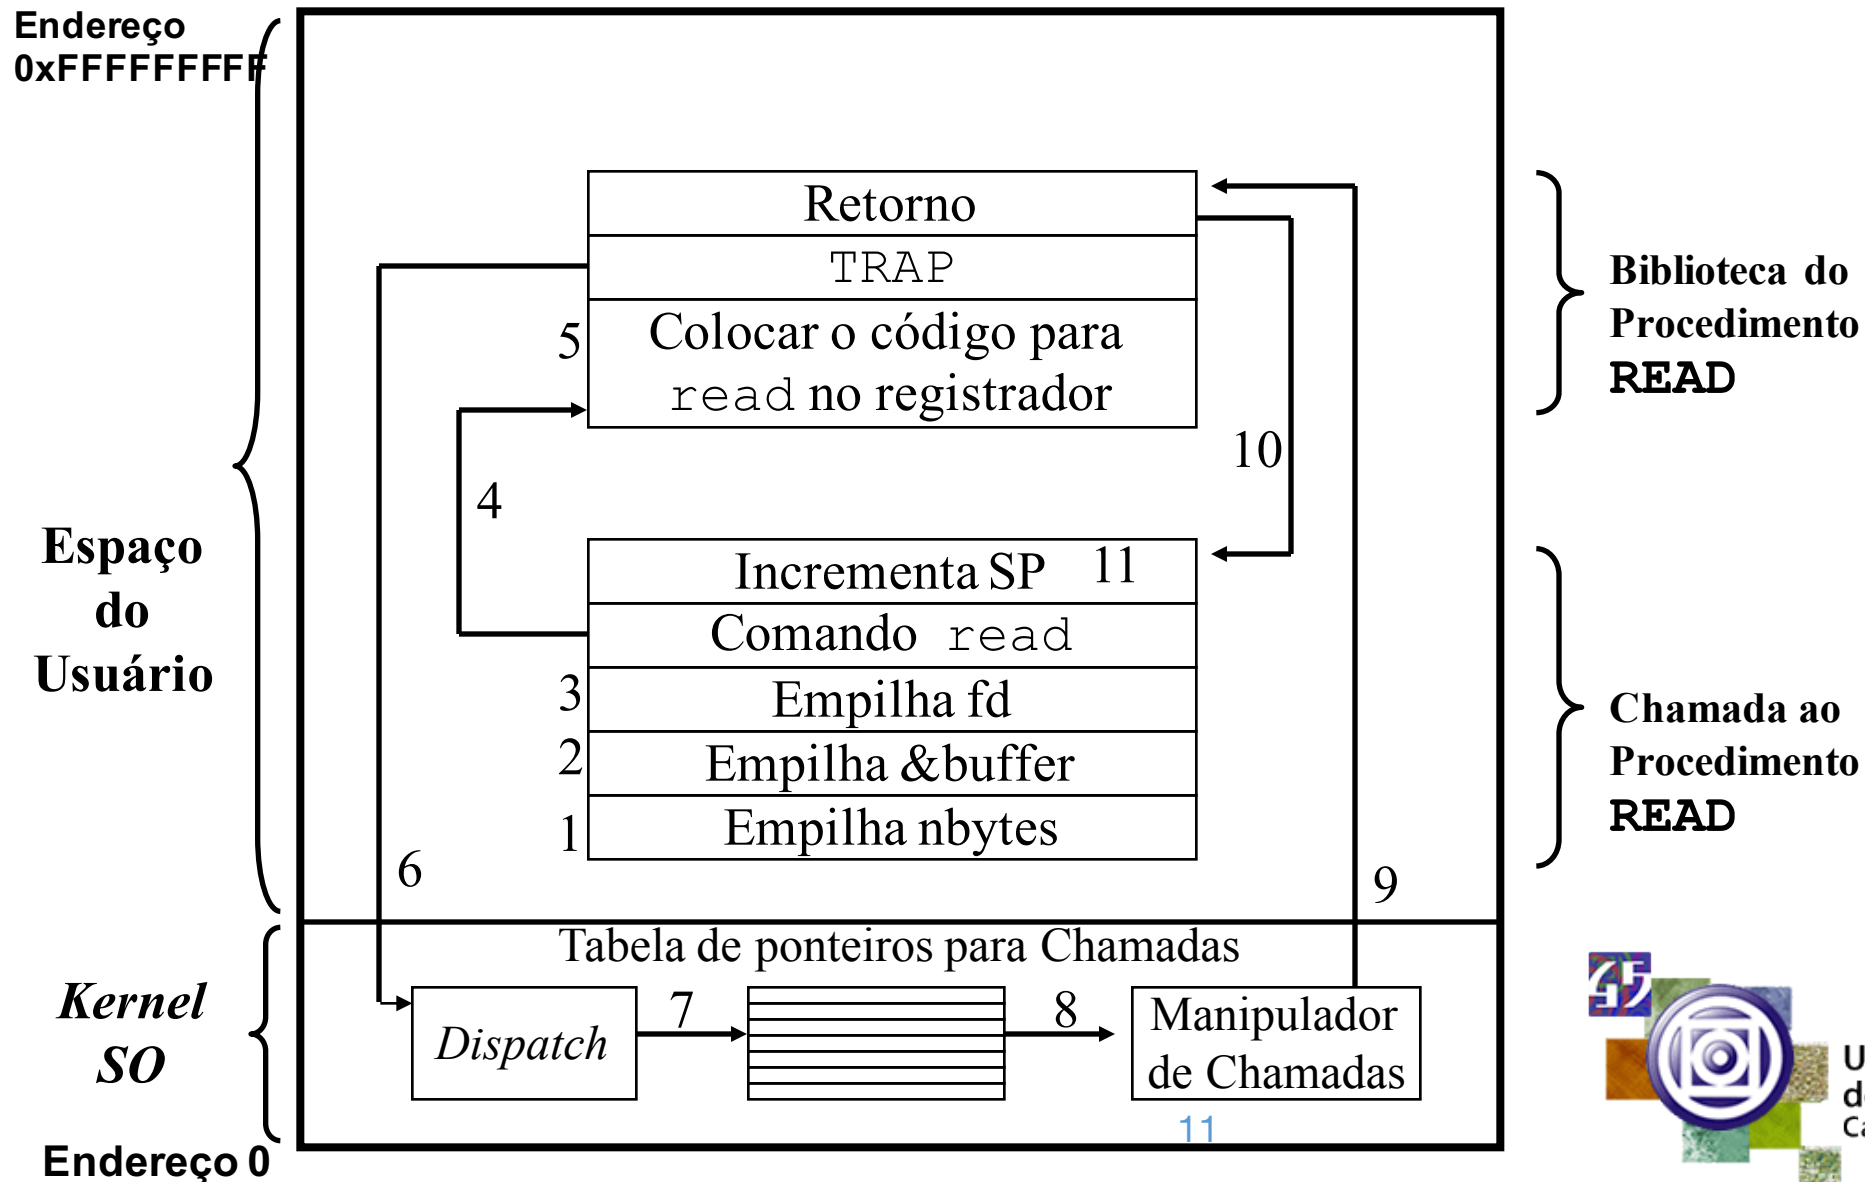 Endereço
0xFFFFFFFFF
Retorno
TRAP
5
Colocar o código para
read no registrador
Biblioteca do
Procedimento
READ
10
4
Espaço
do
Usuário
Incrementa SP 11
Comando read
3
Empilha fd
2
Empilha &buffer
1
Empilha nbytes
Chamada ao
Procedimento
READ
6
9
Tabela de ponteiros para Chamadas
Kernel
SO
Dispatch
7
8
Manipulador
de Chamadas
11
Endereço 0